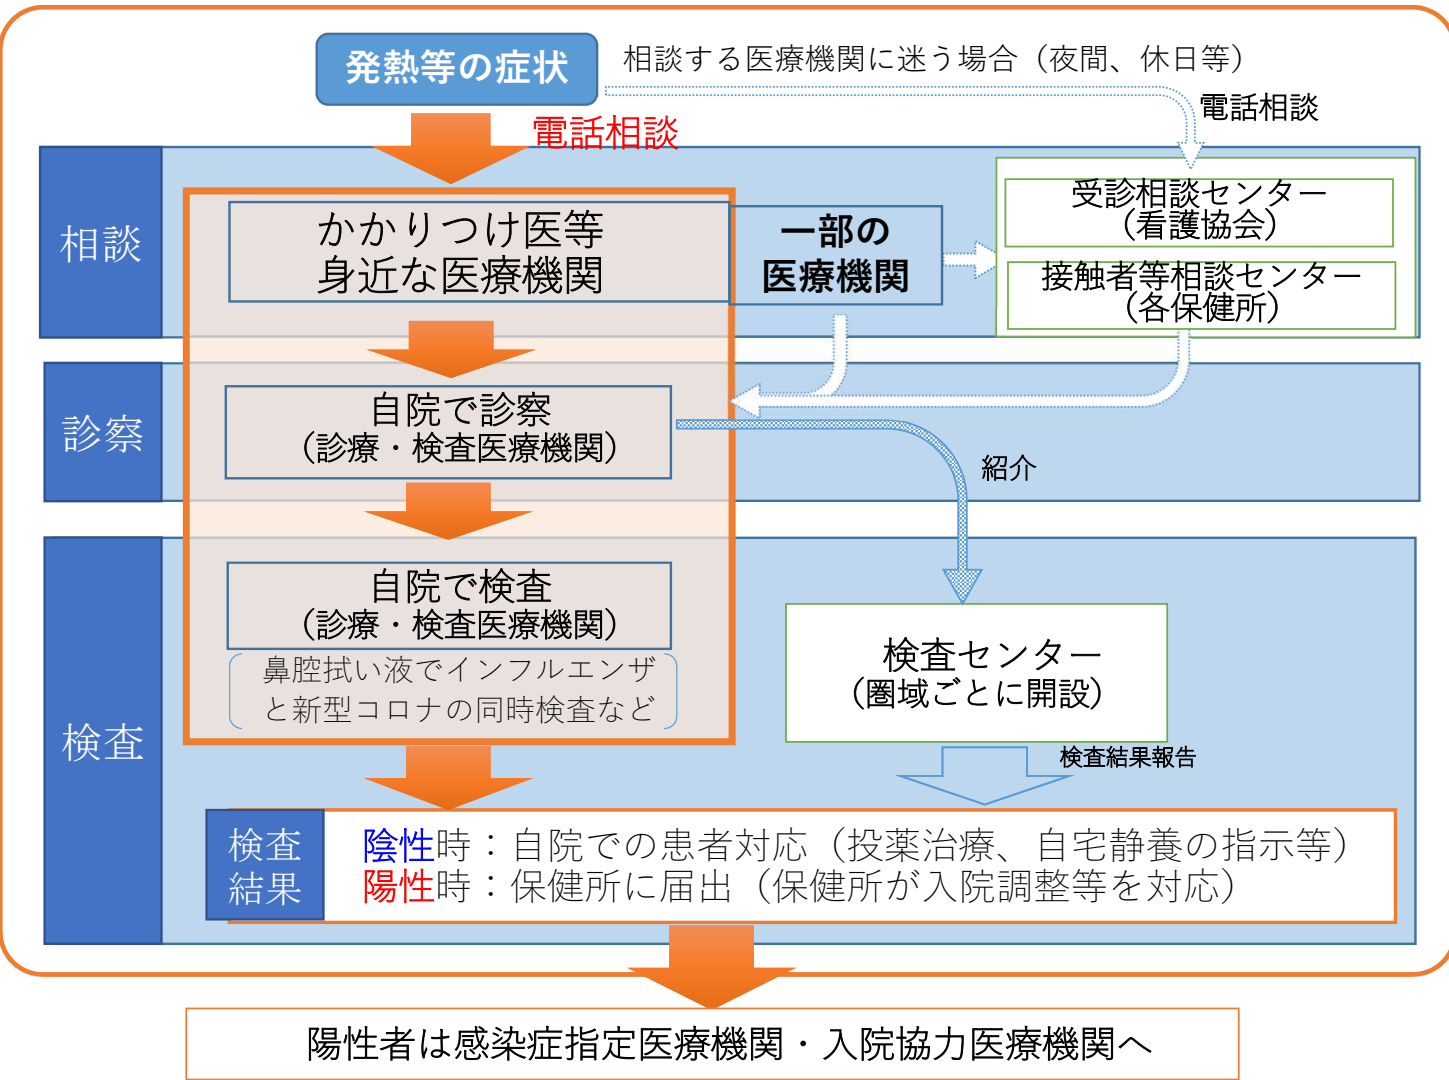 発熱等の症状
相談する医療機関に迷う場合（夜間、休日等）
電話相談
電話相談
相談
かかりつけ医等
身近な医療機関
一部の
医療機関
受診相談センター
（看護協会）
接触者等相談センター
（各保健所）
診察
自院で診察
（診療・検査医療機関）
紹介
検査
自院で検査
（診療・検査医療機関）
鼻腔拭い液でインフルエンザ
と新型コロナの同時検査など
検査センター
（圏域ごとに開設）
検査結果報告
検査
結果
陰性時：自院での患者対応（投薬治療、自宅静養の指示等）
陽性時：保健所に届出（保健所が入院調整等を対応）
陽性者は感染症指定医療機関・入院協力医療機関へ